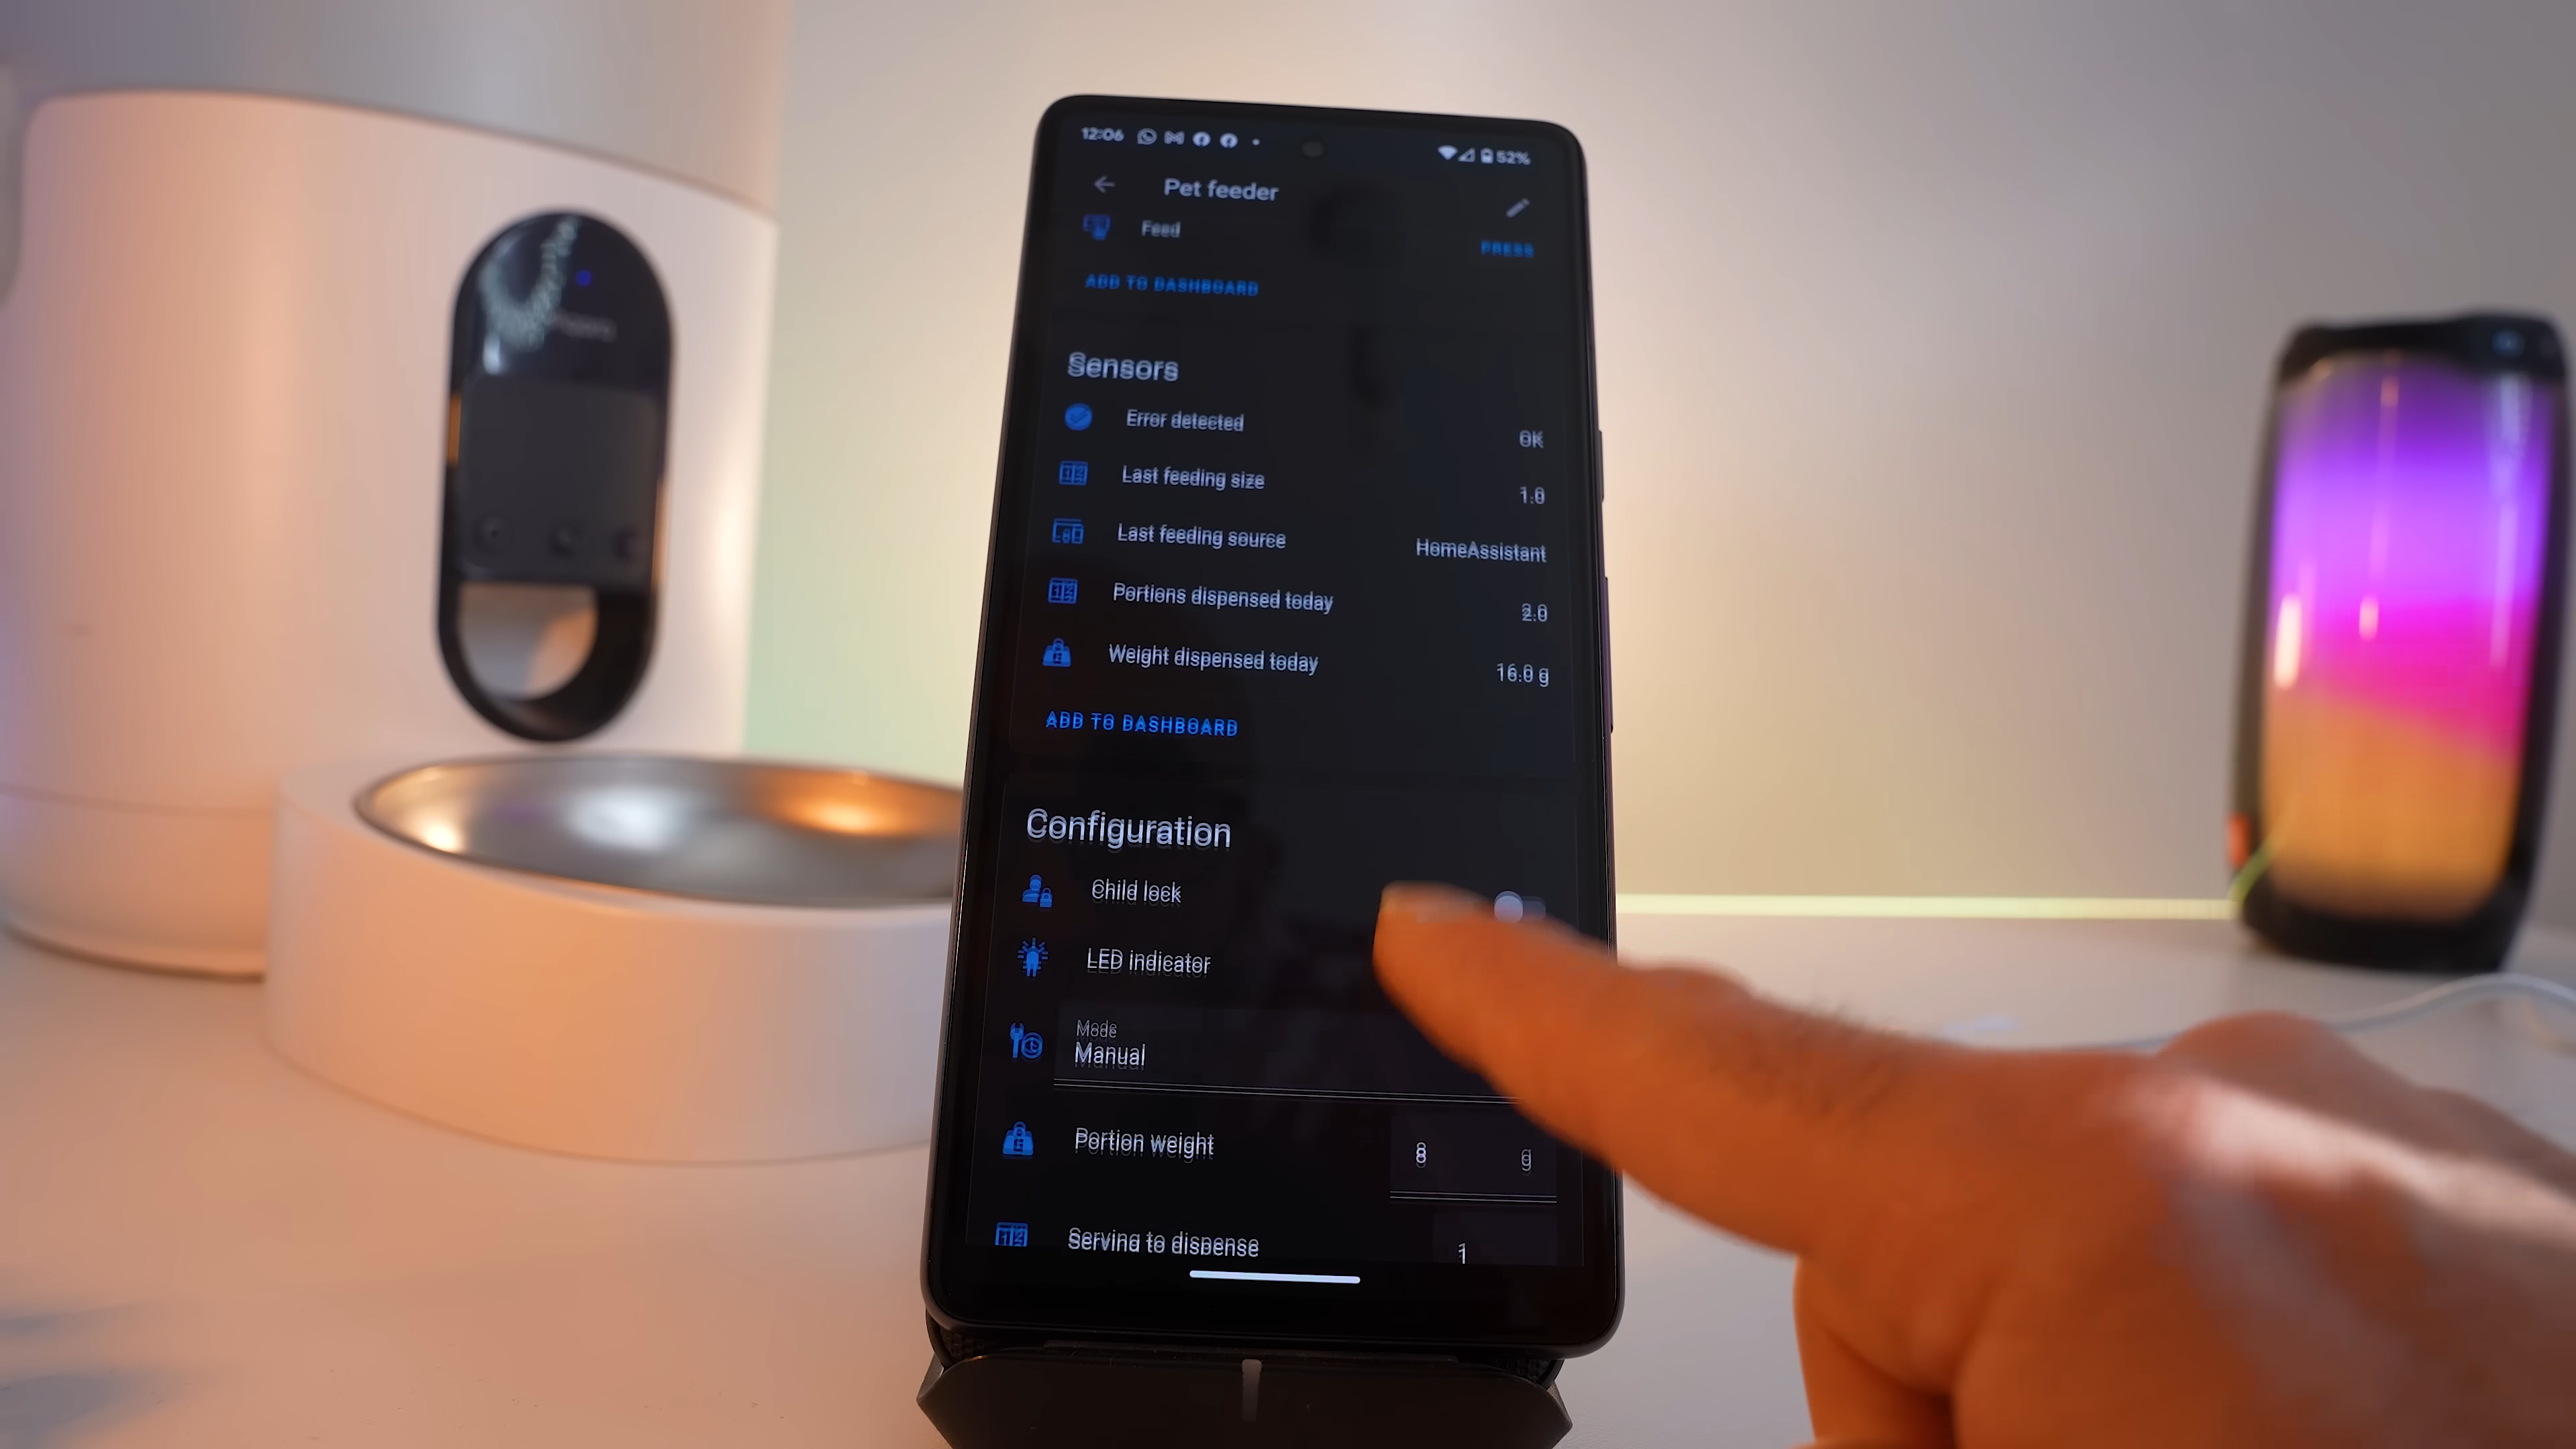 12:06
52%
Pet feeder
Feed
PRESS
ADD TO DASHBOARD
Sensors
Error detected OK
Last feeding size 1.0
Last feeding source HomeAssistant
Portions dispensed today 2.0
Weight dispensed today 16.0 g
ADD TO DASHBOARD
Configuration
Child lock
LED indicator
Mode
Manual
Portion weight 8 g
Serving to dispense 1